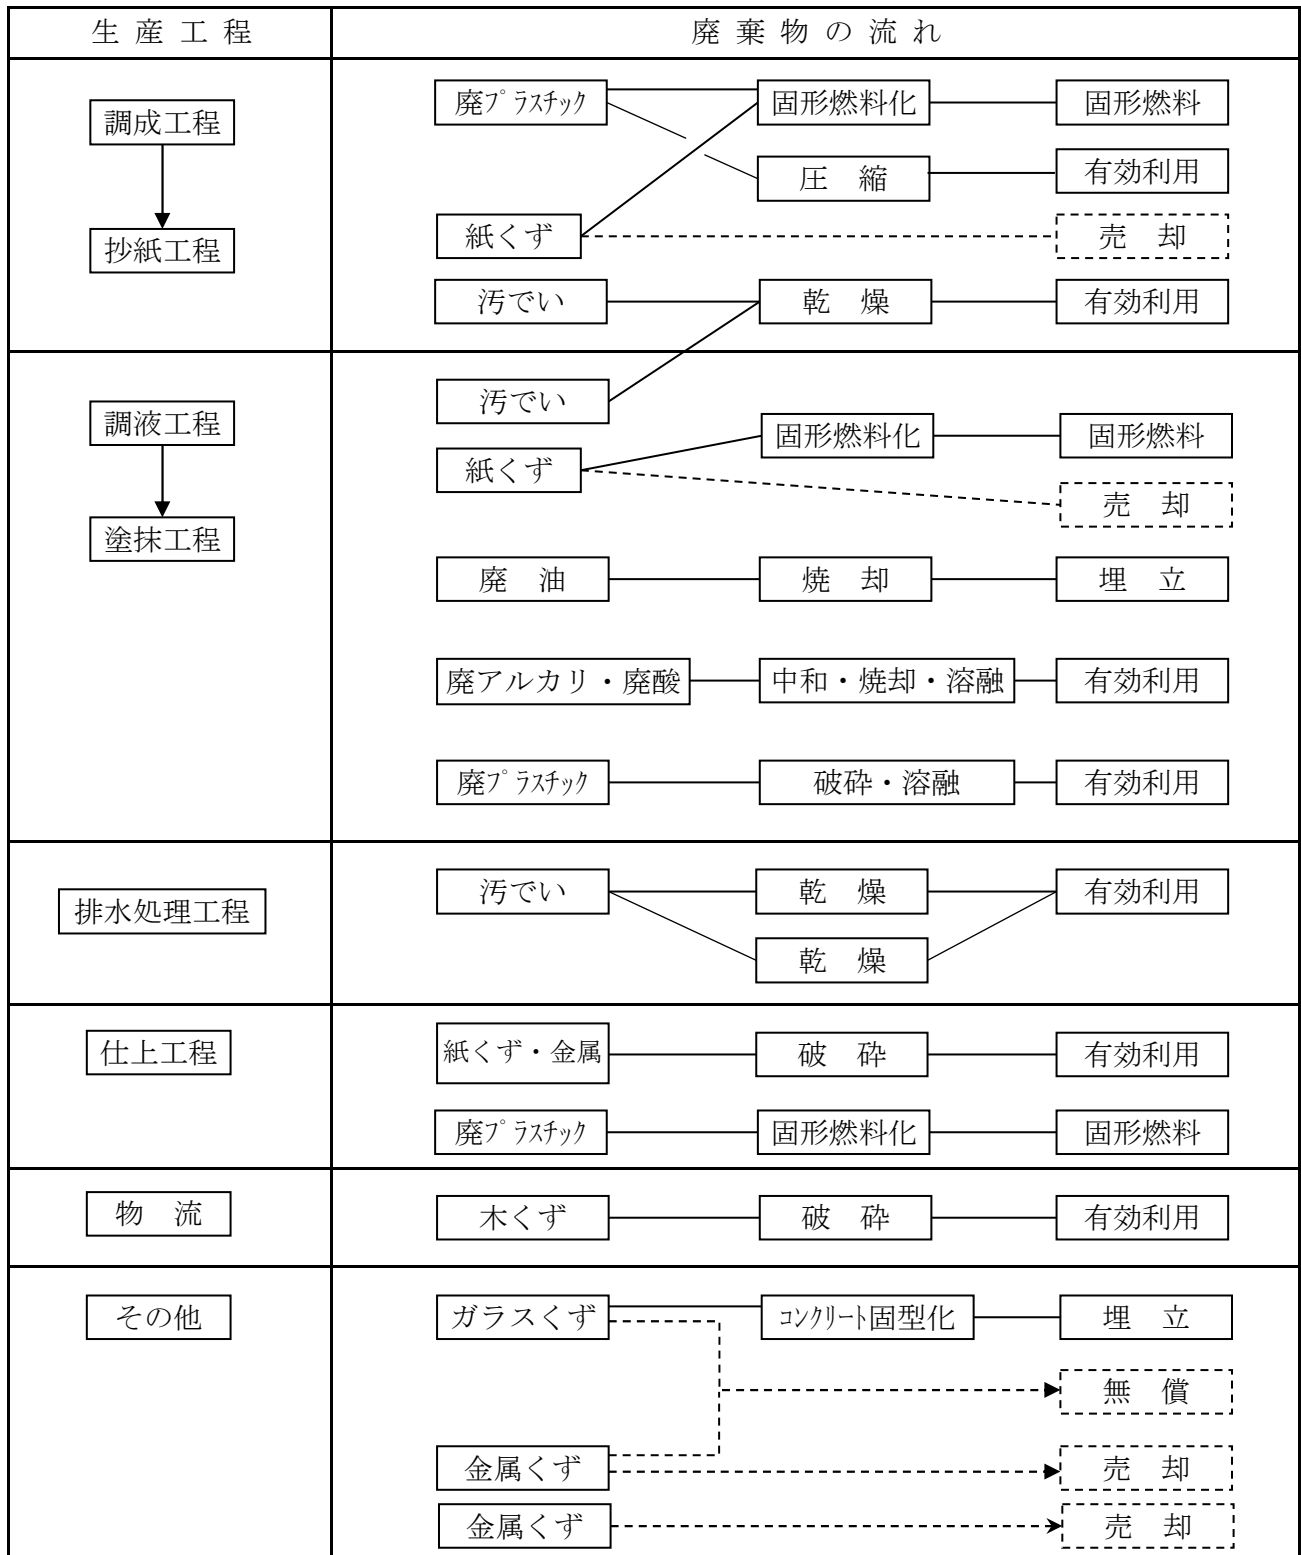 生産工程
廃棄物の流れ
調成工程
抄紙工程
廃ﾌﾟﾗｽﾁｯｸ
固形燃料化
固形燃料
圧　縮
有効利用
紙くず
売　却
汚でい
乾　燥
有効利用
調液工程
塗抹工程
汚でい
固形燃料化
固形燃料
紙くず
売　却
廃　油
焼　却
埋　立
廃アルカリ・廃酸
中和・焼却・溶融
有効利用
廃ﾌﾟﾗｽﾁｯｸ
破砕・溶融
有効利用
排水処理工程
汚でい
乾　燥
有効利用
乾　燥
仕上工程
紙くず・金属
破　砕
有効利用
廃ﾌﾟﾗｽﾁｯｸ
固形燃料化
固形燃料
物　流
木くず
破　砕
有効利用
その他
ガラスくず
ｺﾝｸﾘｰﾄ固型化
埋　立
無　償
金属くず
売　却
金属くず
売　却